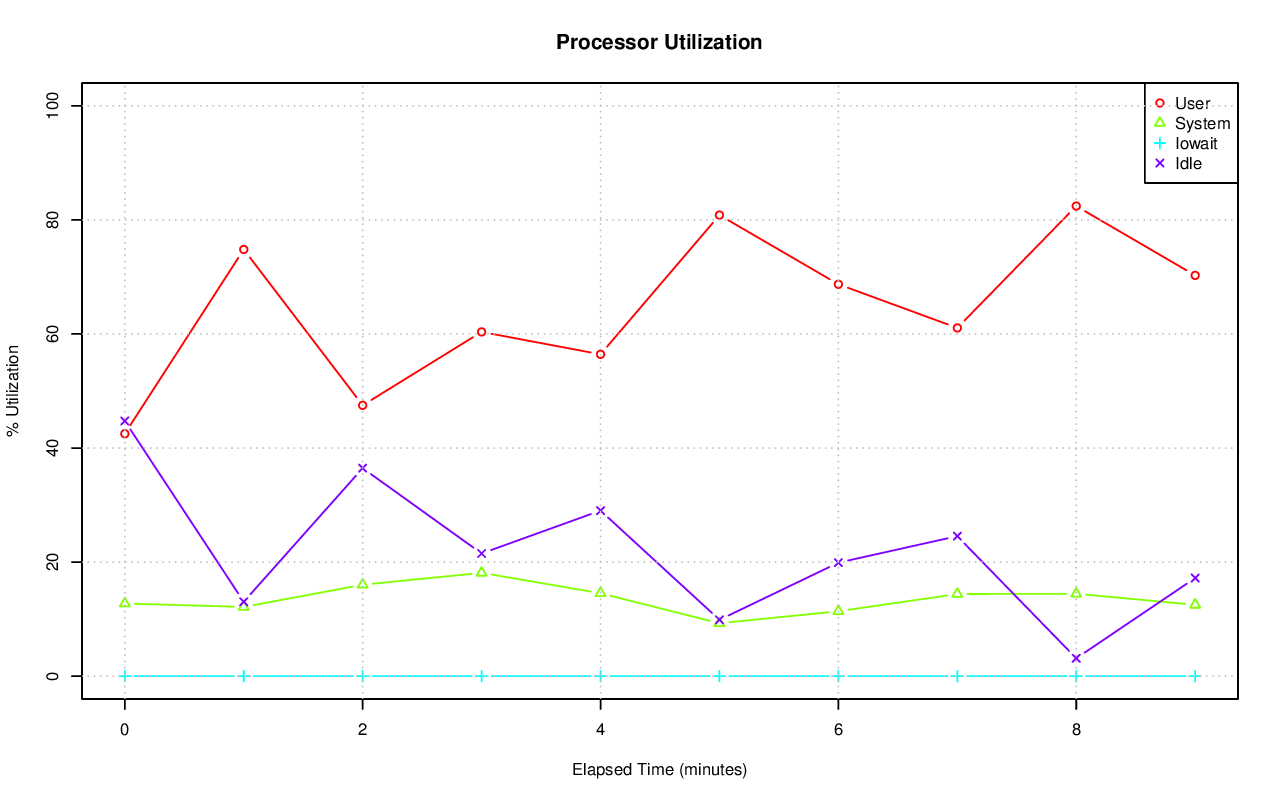 Processor Utilization
% Utilization
100
80
60
40
20
0
User
System
Iowait
Idle
0 2 4 6 8
Elapsed Time (minutes)